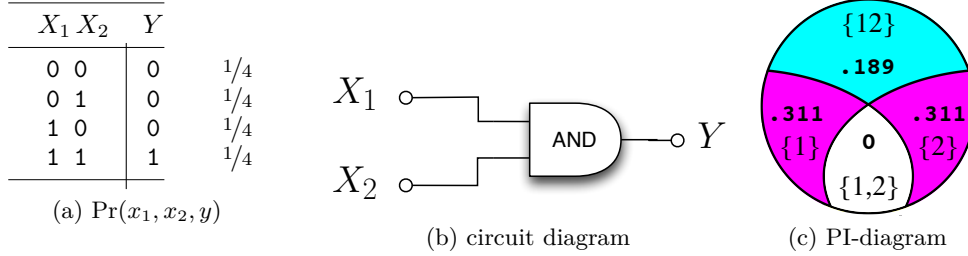 X₁ X₂ Y
0 0 0 1/4
0 1 0 1/4
1 0 0 1/4
1 1 1 1/4
(a) Pr(x₁, x₂, y)
X₁
X₂
AND
Y
(b) circuit diagram
{12}
.189
.311 .311
{1} 0 {2}
{1,2}
(c) PI-diagram